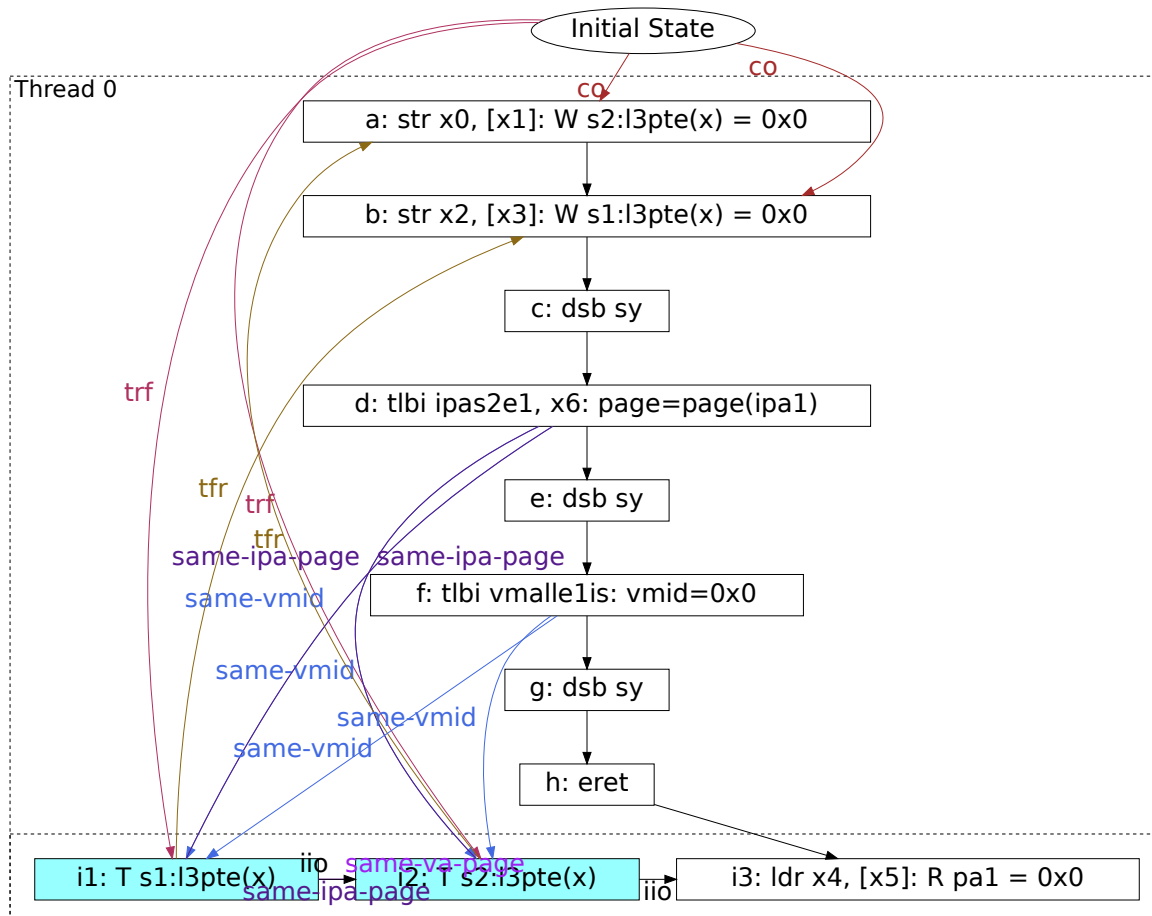 Initial State
co
co
Thread 0
a: str x0, [x1]: W s2:l3pte(x) = 0x0
b: str x2, [x3]: W s1:l3pte(x) = 0x0
c: dsb sy
trf
d: tlbi ipas2e1, x6: page=page(ipa1)
tfr
trf
e: dsb sy
tfr
same-ipa-page
same-ipa-page
same-vmid
f: tlbi vmalle1is: vmid=0x0
same-vmid
g: dsb sy
same-vmid
same-vmid
h: eret
iio
same-va-page
i1: T s1:l3pte(x)
i2: T s2:l3pte(x)
i3: ldr x4, [x5]: R pa1 = 0x0
same-ipa-page
iio